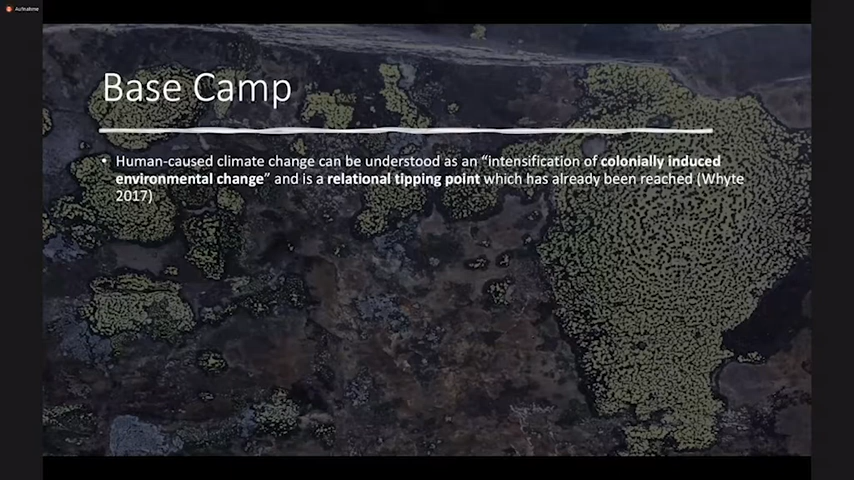 Aufnahme
Base Camp
• Human-caused climate change can be understood as an “intensification of colonially induced
environmental change” and is a relational tipping point which has already been reached (Whyte
2017)